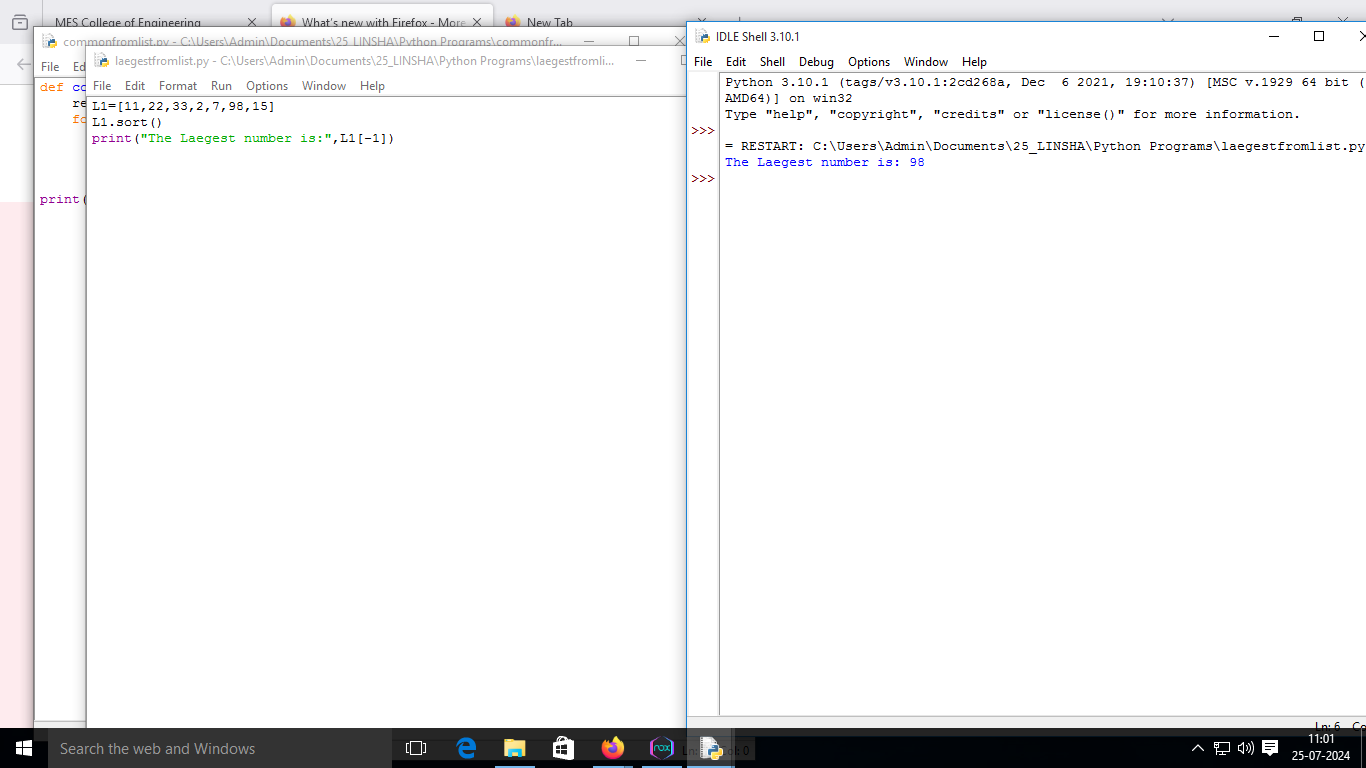 MES College of Engineering
What's new with Firefox - More
New Tab
commonfromlist.py - C:\Users\Admin\Documents\25_LINSHA\Python Programs\commonfr...
File Ed
def co
re
fo
print(
laegestfromlist.py - C:\Users\Admin\Documents\25_LINSHA\Python Programs\laegestfromli...
File Edit Format Run Options Window Help
L1=[11,22,33,2,7,98,15]
L1.sort()
print("The Laegest number is:",L1[-1])
IDLE Shell 3.10.1
File Edit Shell Debug Options Window Help
Python 3.10.1 (tags/v3.10.1:2cd268a, Dec  6 2021, 19:10:37) [MSC v.1929 64 bit (
AMD64)] on win32
Type "help", "copyright", "credits" or "license()" for more information.
>>>
= RESTART: C:\Users\Admin\Documents\25_LINSHA\Python Programs\laegestfromlist.py
The Laegest number is: 98
>>>
Ln: 6 Co
Search the web and Windows
nox
11:01
25-07-2024